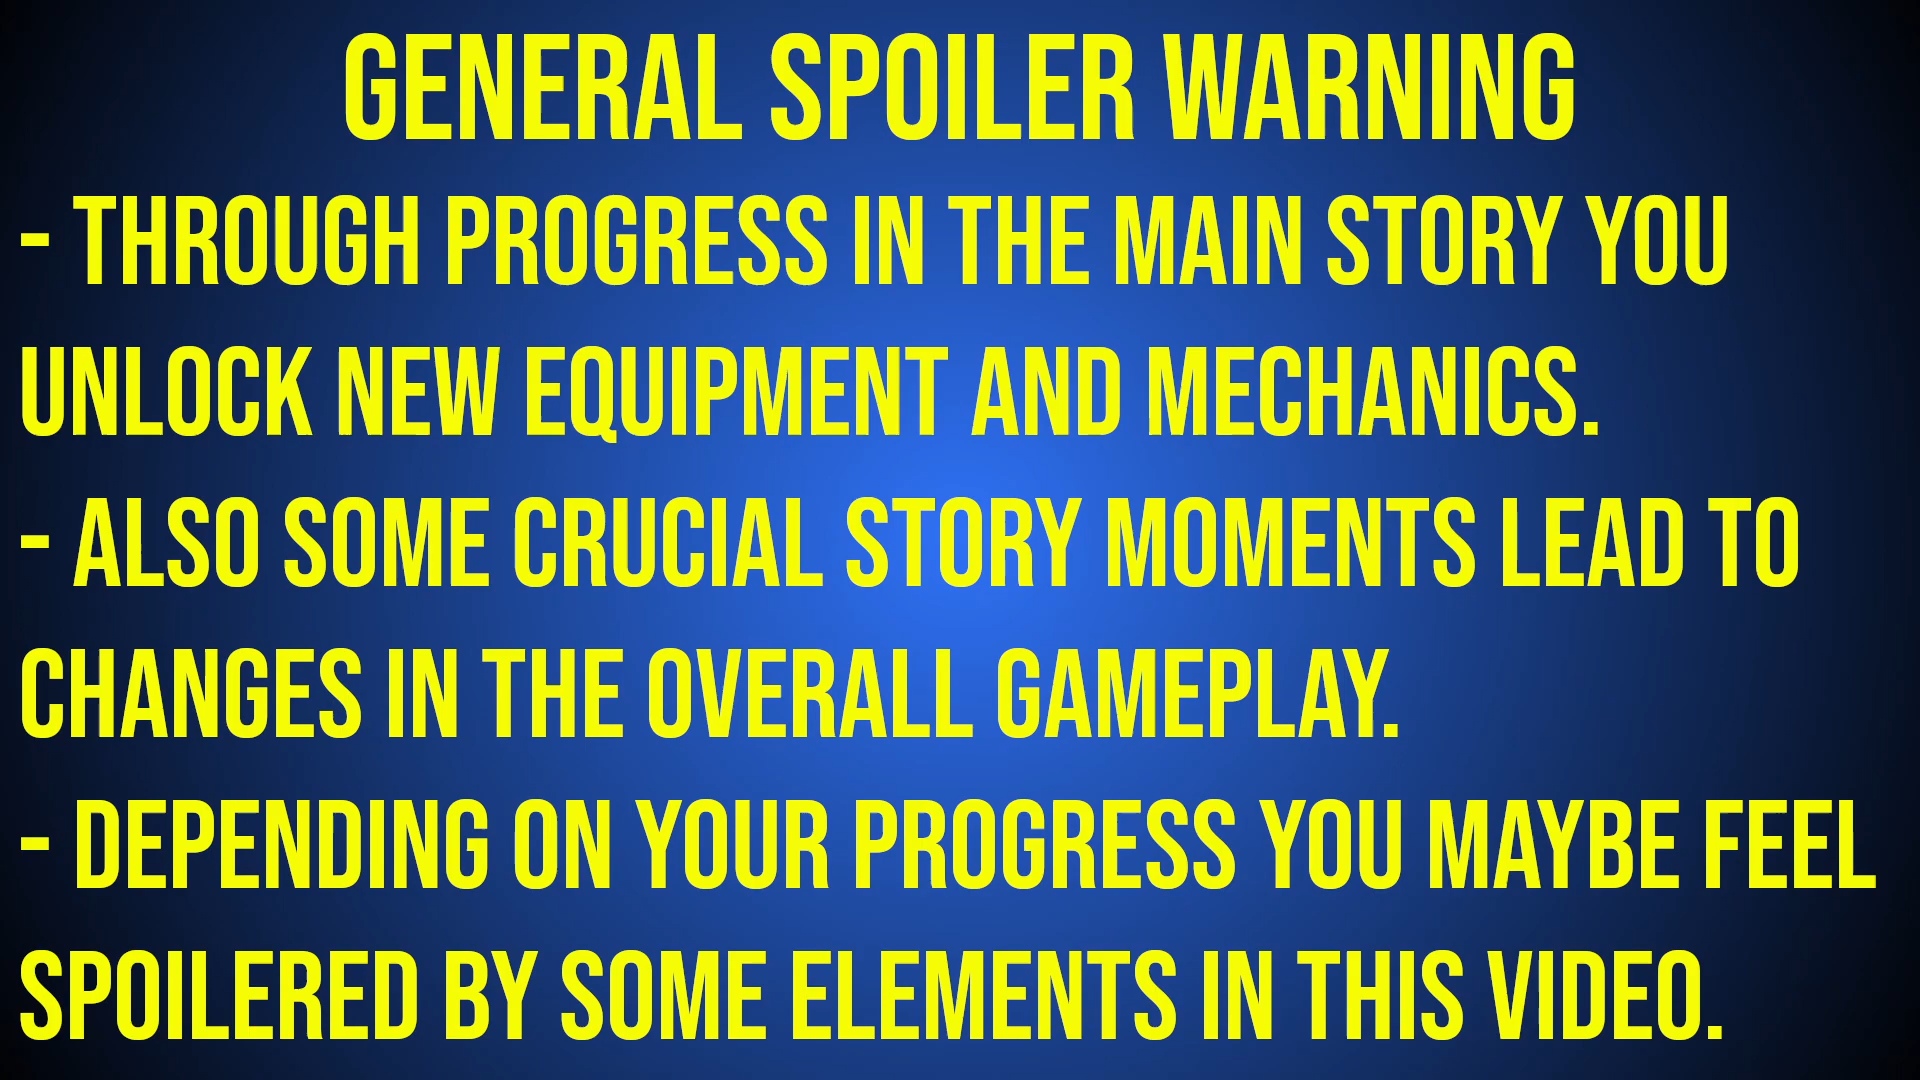 GENERAL SPOILER WARNING
- THROUGH PROGRESS IN THE MAIN STORY YOU
UNLOCK NEW EQUIPMENT AND MECHANICS.
- ALSO SOME CRUCIAL STORY MOMENTS LEAD TO
CHANGES IN THE OVERALL GAMEPLAY.
- DEPENDING ON YOUR PROGRESS YOU MAYBE FEEL
SPOILERED BY SOME ELEMENTS IN THIS VIDEO.